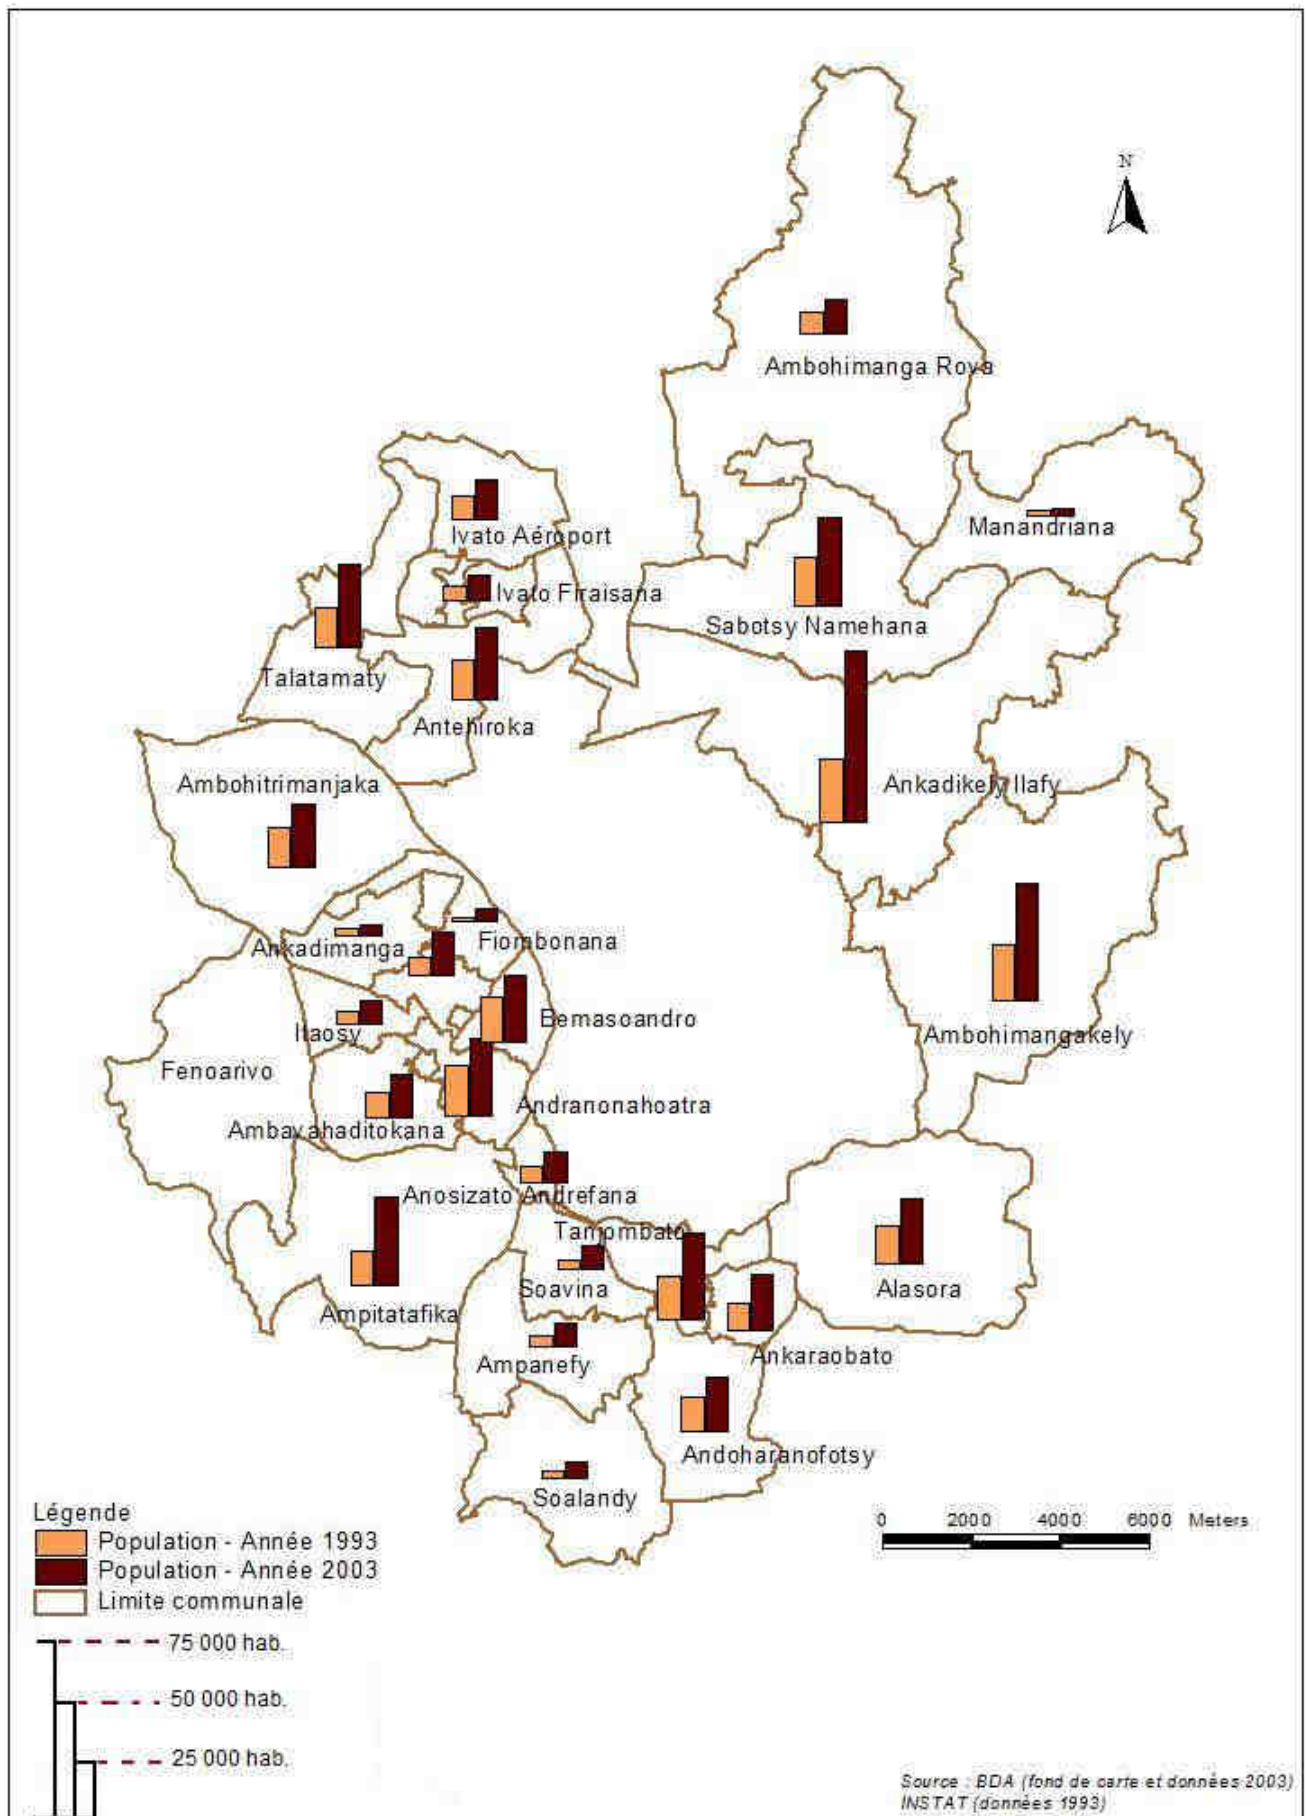 N
Ambohimanga Rova
Manandriana
Ivato Aéroport
Ivato Firaisana
Sabotsy Namehana
Talatamaty
Antehiroka
Ambohitrimanjaka
Ankadikely Ilafy
Ankadimanga
Fiombonana
Itaosy
Bemasoandro
Ambohimangakely
Fenoarivo
Andranonahoatra
Ambavahaditokana
Anosizato Andrefana
Tanjombato
Soavina
Alasora
Ampitatafika
Ankaraobato
Ampanefy
Andoharanofotsy
Soalandy
Légende
Population - Année 1993
Population - Année 2003
Limite communale
0 2000 4000 6000 Meters
75 000 hab.
50 000 hab.
25 000 hab.
Source : BDA (fond de carte et données 2003)
INSTAT (données 1993)